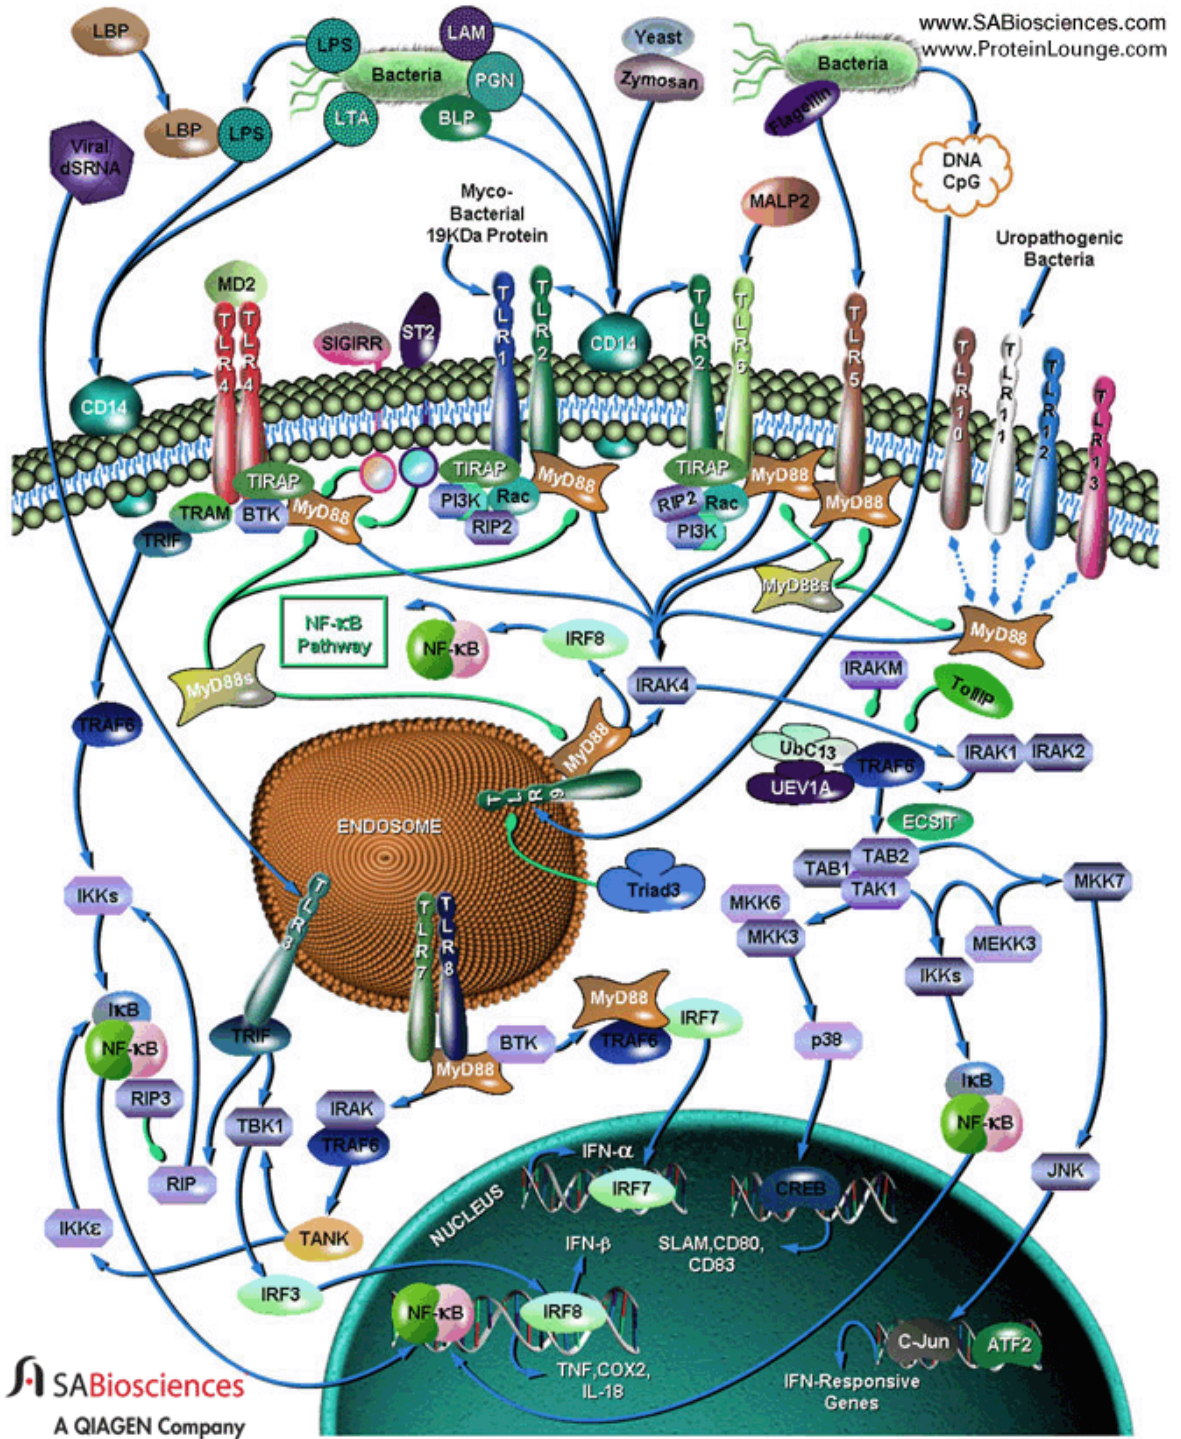 www.SABiosciences.com
www.ProteinLounge.com
LBP
LPS
LAM
Bacteria
PGN
LTA
BLP
Yeast
Zymosan
Bacteria
Flagellin
LBP
LPS
Viral
dSRNA
DNA
CpG
MALP2
Myco-
Bacterial
19KDa Protein
Uropathogenic
Bacteria
MD2
TLR4
TLR4
SIGIRR
ST2
TLR1
TLR2
CD14
TLR2
TLR6
TLR5
TLR10
TLR11
TLR12
TLR13
CD14
TIRAP
TRAM
BTK
MyD88
TRIF
TIRAP
PI3K
Rac
RIP2
MyD88
TIRAP
RIP2
Rac
PI3K
MyD88
MyD88
MyD88s
MyD88
NF-κB
Pathway
NF-κB
IRF8
MyD88s
IRAK4
IRAKM
TollIP
TRAF6
MyD88
UbC13
UEV1A
TRAF6
IRAK1
IRAK2
TLR9
ENDOSOME
ECSIT
TAB1
TAB2
TAK1
Triad3
MKK7
IKKs
TLR3
TLR7
TLR8
MKK6
MKK3
MEKK3
IKKs
IκB
NF-κB
RIP3
TRIF
MyD88
BTK
MyD88
TRAF6
IRF7
p38
IκB
NF-κB
TBK1
IRAK
TRAF6
RIP
JNK
IKKε
TANK
IRF3
NUCLEUS
IFN-α
IRF7
CREB
IFN-β
SLAM,CD80,
CD83
NF-κB
IRF8
TNF,COX2,
IL-18
C-Jun
ATF2
IFN-Responsive
Genes
SABiosciences
A QIAGEN Company